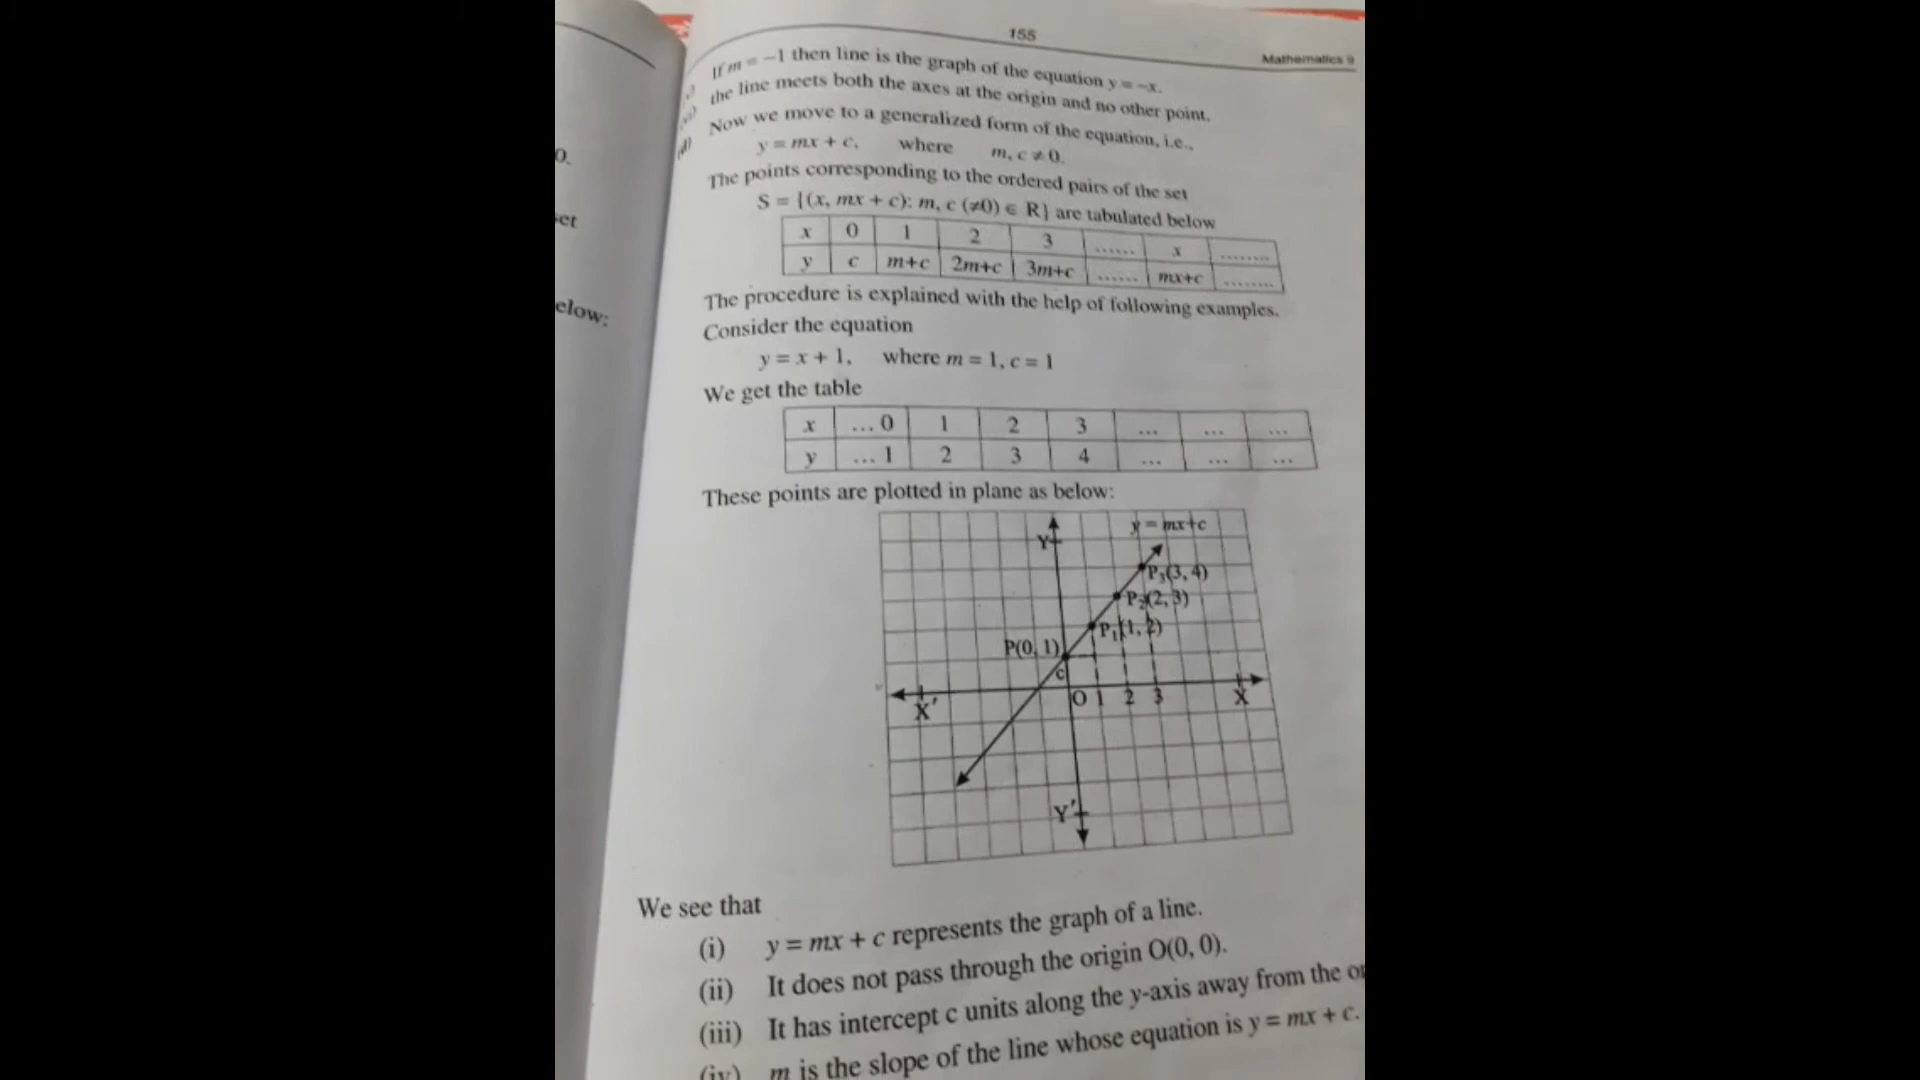 155
Mathematics 9
If m = −1 then line is the graph of the equation y = −x.
the line meets both the axes at the origin and no other point.
(d) Now we move to a generalized form of the equation, i.e.,
y = mx + c, where m, c ≠ 0.
The points corresponding to the ordered pairs of the set
S = {(x, mx + c): m, c (≠0) ∈ R} are tabulated below
x 0 1 2 3 ...... x ........
y c m+c 2m+c 3m+c ...... mx+c ........
The procedure is explained with the help of following examples.
Consider the equation
y = x + 1, where m = 1, c = 1
We get the table
x ... 0 1 2 3 ... ... ...
y ... 1 2 3 4 ... ... ...
These points are plotted in plane as below:
y = mx+c
Y
P₃(3, 4)
P₂(2, 3)
P₁(1, 2)
P(0, 1)
C
X′ O 1 2 3 X
Y′
We see that
(i) y = mx + c represents the graph of a line.
(ii) It does not pass through the origin O(0, 0).
(iii) It has intercept c units along the y-axis away from the
(iv) m is the slope of the line whose equation is y = mx + c.
0.
elow: